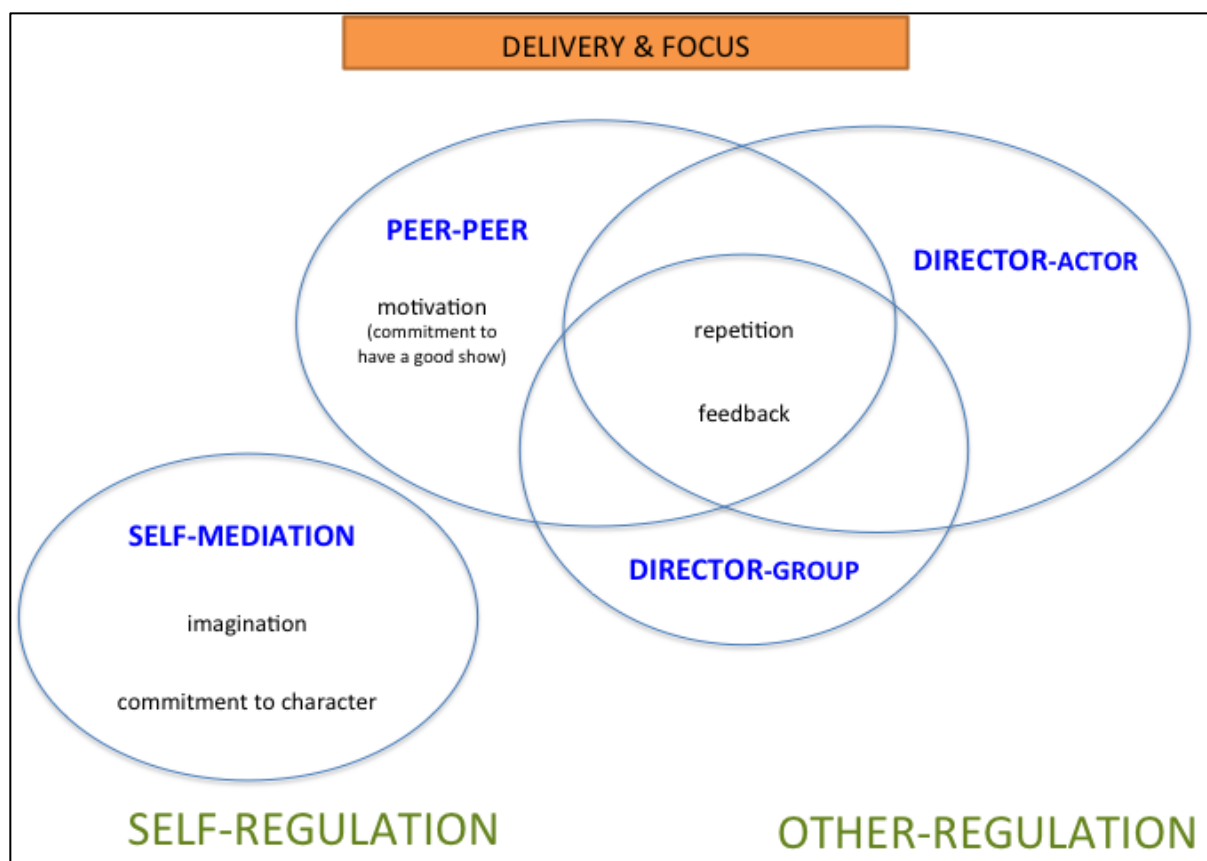 DELIVERY & FOCUS
PEER-PEER
motivation
(commitment to
have a good show)
DIRECTOR-ACTOR
repetition
feedback
DIRECTOR-GROUP
SELF-MEDIATION
imagination
commitment to character
SELF-REGULATION
OTHER-REGULATION